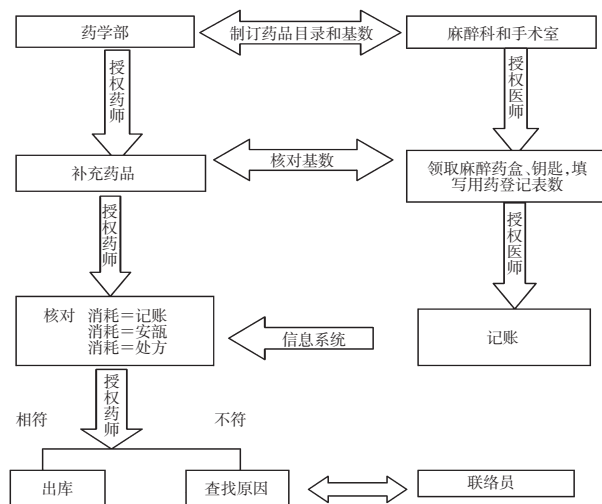 药学部
制订药品目录和基数
麻醉科和手术室
授权药师
授权医师
补充药品
核对基数
领取麻醉药盒、钥匙,填
写用药登记表数
授权药师
授权医师
核对 消耗=记账
消耗=安瓿
消耗=处方
信息系统
记账
授权药师
相符
不符
出库
查找原因
联络员